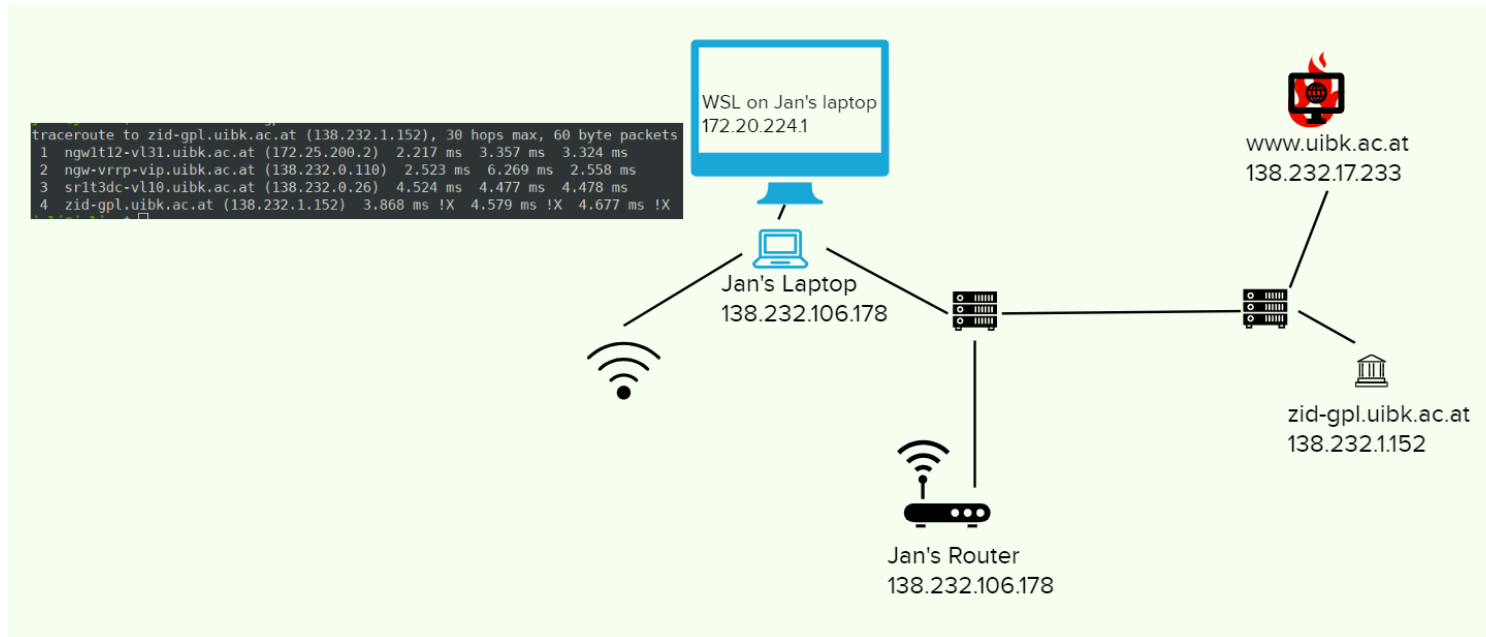 traceroute to zid-gpl.uibk.ac.at (138.232.1.152), 30 hops max, 60 byte packets
1 ngw1t12-vl31.uibk.ac.at (172.25.200.2) 2.217 ms 3.357 ms 3.324 ms
2 ngw-vrrp-vip.uibk.ac.at (138.232.0.110) 2.523 ms 6.269 ms 2.558 ms
3 sr1t3dc-vl10.uibk.ac.at (138.232.0.26) 4.524 ms 4.477 ms 4.478 ms
4 zid-gpl.uibk.ac.at (138.232.1.152) 3.868 ms !X 4.579 ms !X 4.677 ms !X
WSL on Jan's laptop
172.20.224.1
Jan's Laptop
138.232.106.178
www.uibk.ac.at
138.232.17.233
zid-gpl.uibk.ac.at
138.232.1.152
Jan's Router
138.232.106.178